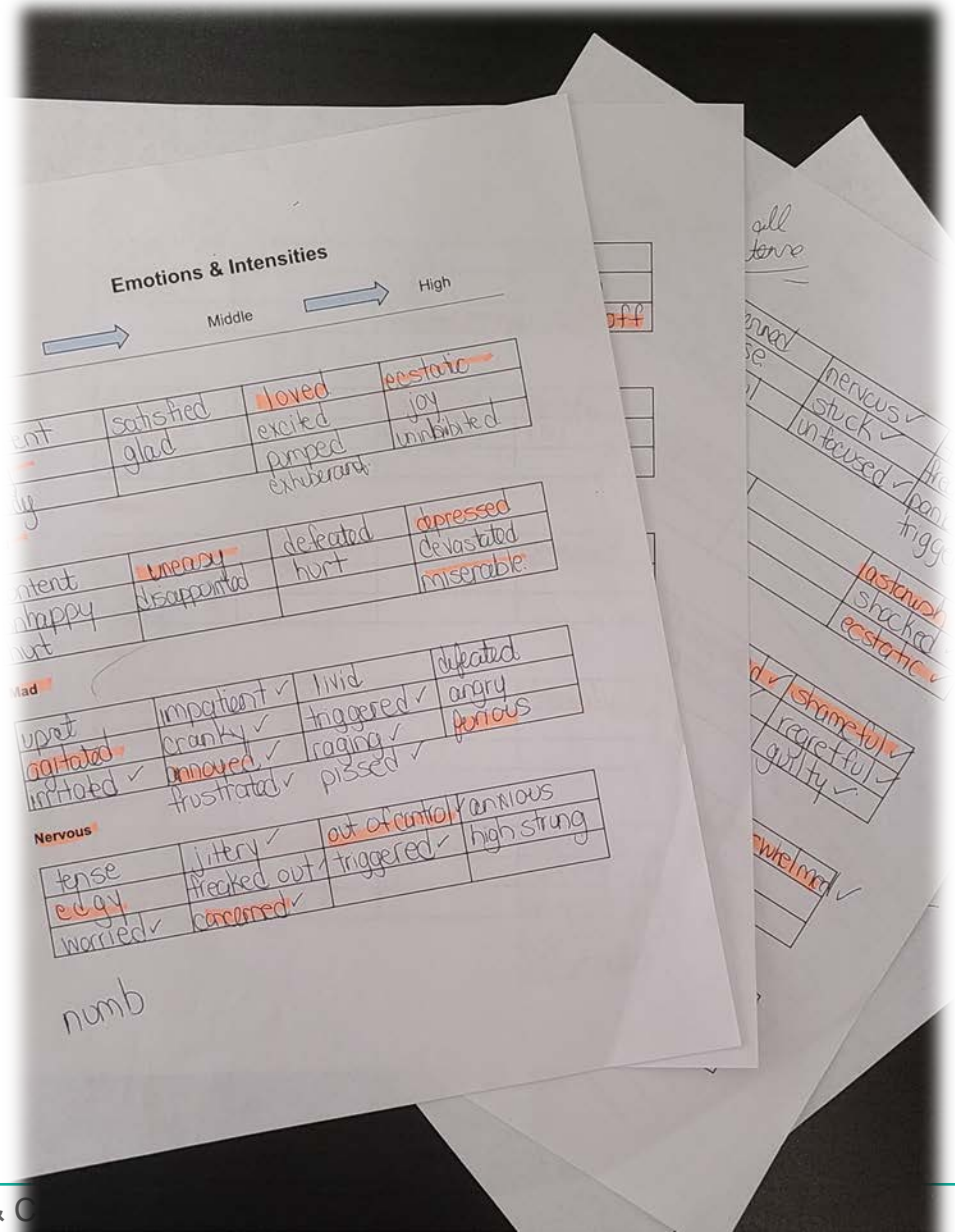 Emotions & Intensities
Middle High
satisfied loved ecstatic
glad excited joy
pumped uninhibited
exhuberant
uneasy defeated depressed
disappointed hurt devastated
miserable
Mad
upset impatient ✓ livid defeated
agitated cranky ✓ triggered ✓ angry
irritated ✓ annoyed ✓ raging ✓ furious
frustrated ✓ pissed ✓
Nervous
tense jittery ✓ out of control ✓ anxious
edgy freaked out triggered ✓ high strung
worried ✓ concerned ✓
numb
off
nervous ✓
stuck ✓
unfocused ✓
shocked
ecstatic ✓
shameful ✓
regretful ✓
guilty ✓
&